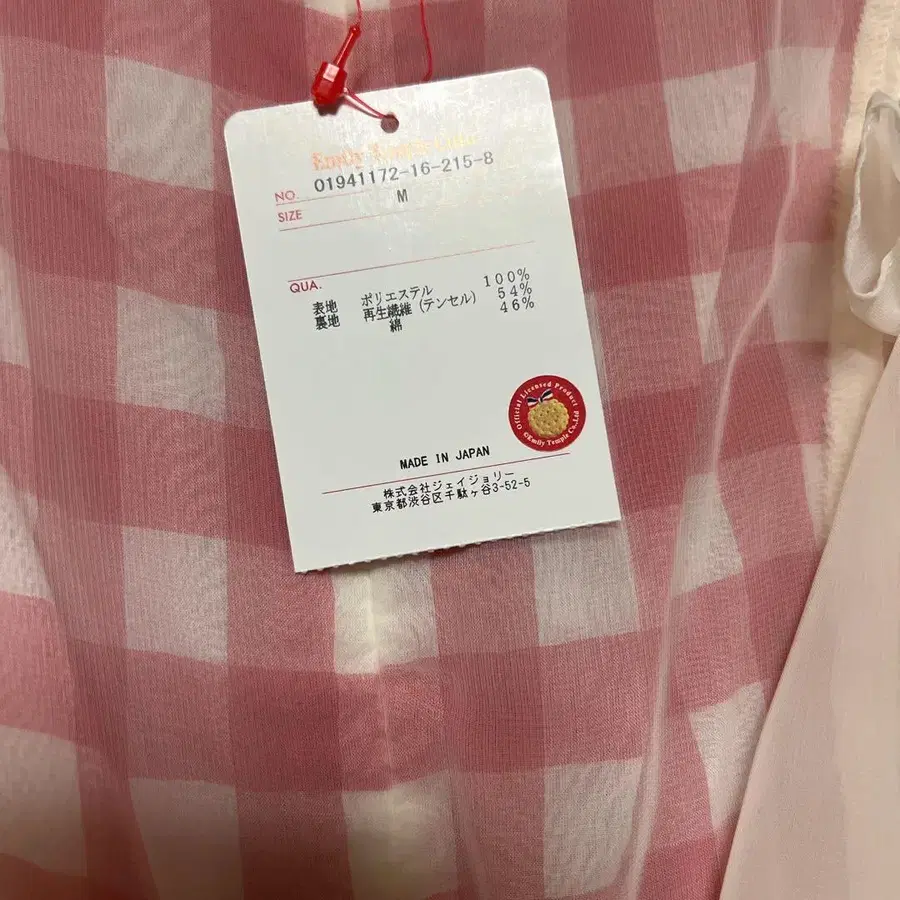 Emily Temple Cute
NO. 01941172-16-215-8
SIZE M
QUA.
表地 ポリエステル 100%
裏地 再生繊維(テンセル) 54%
綿 46%
Official Licensed Product
©Emily Temple Co.,Ltd
MADE IN JAPAN
株式会社ジェイジョリー
東京都渋谷区千駄ヶ谷3-52-5